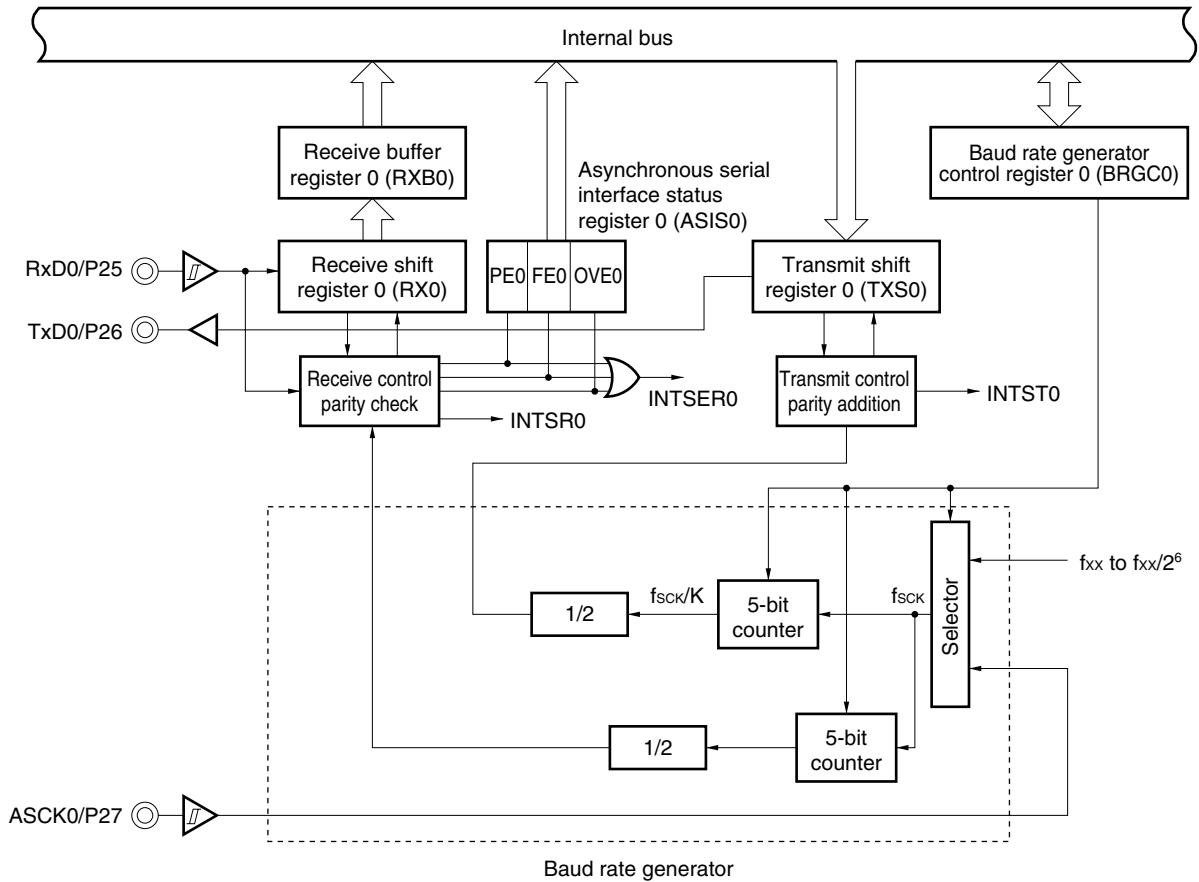 Internal bus
Receive buffer
register 0 (RXB0)
Asynchronous serial
interface status
register 0 (ASIS0)
Baud rate generator
control register 0 (BRGC0)
RxD0/P25
Receive shift
register 0 (RX0)
PE0
FE0
OVE0
Transmit shift
register 0 (TXS0)
TxD0/P26
Receive control
parity check
INTSER0
INTSR0
Transmit control
parity addition
INTST0
fxx to fxx/2⁶
Selector
fSCK
5-bit
counter
fSCK/K
1/2
5-bit
counter
1/2
ASCK0/P27
Baud rate generator